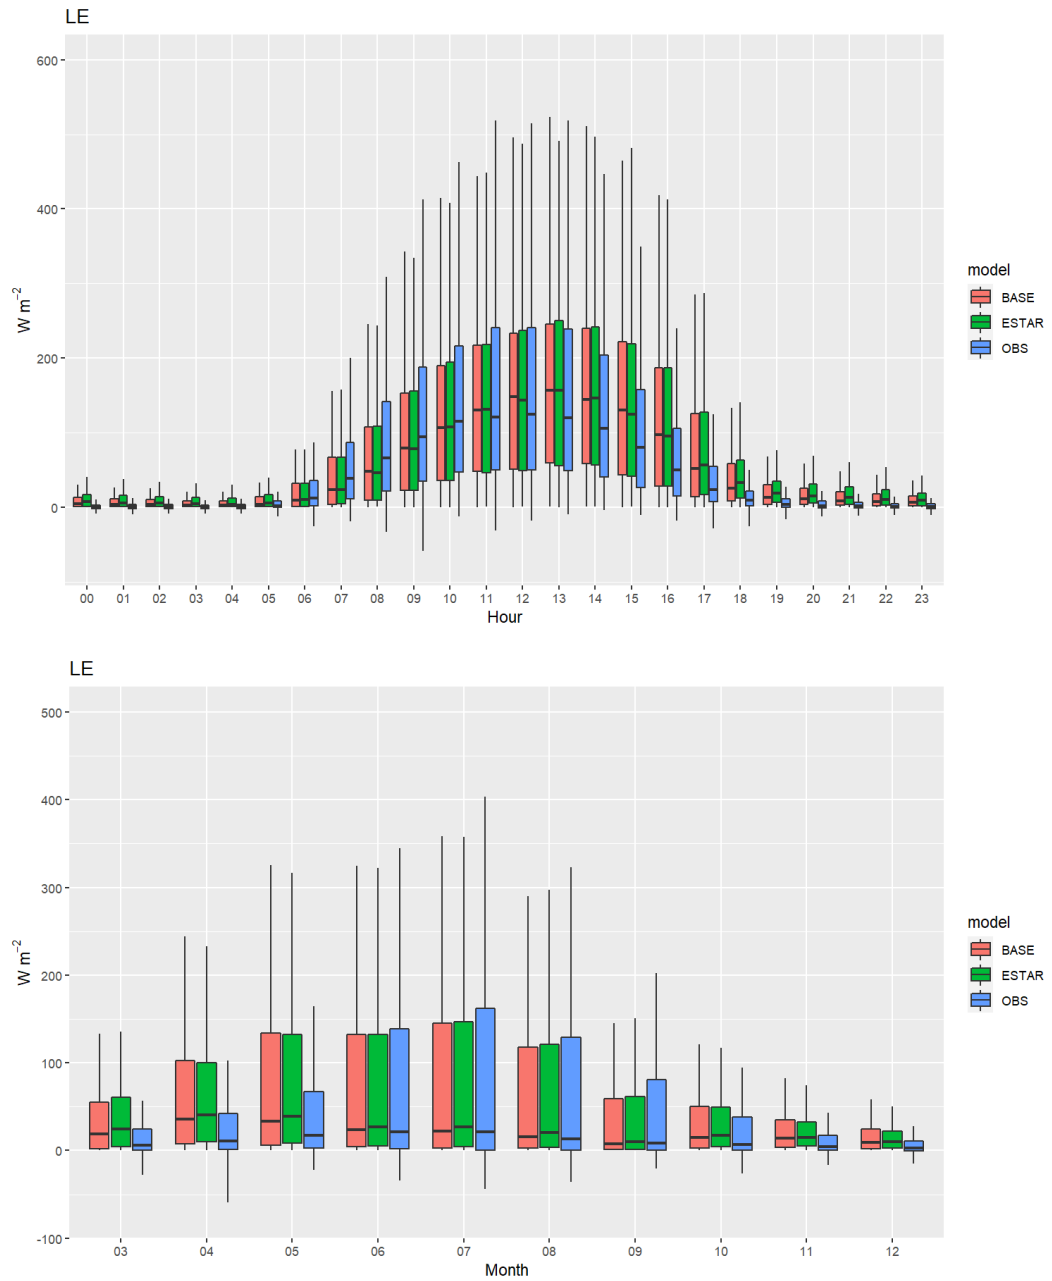 LE
600
400
200
0
W m⁻²
00 01 02 03 04 05 06 07 08 09 10 11 12 13 14 15 16 17 18 19 20 21 22 23
Hour
model
BASE
ESTAR
OBS
LE
500
400
300
200
100
0
-100
W m⁻²
03 04 05 06 07 08 09 10 11 12
Month
model
BASE
ESTAR
OBS